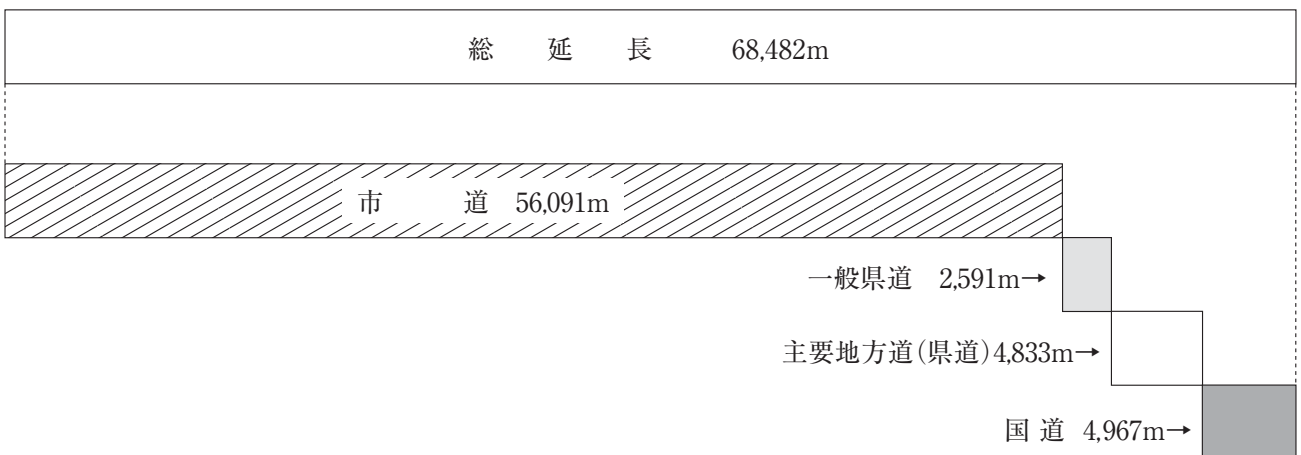 総延長 68,482m
市道 56,091m
一般県道 2,591m→
主要地方道(県道)4,833m→
国道 4,967m→